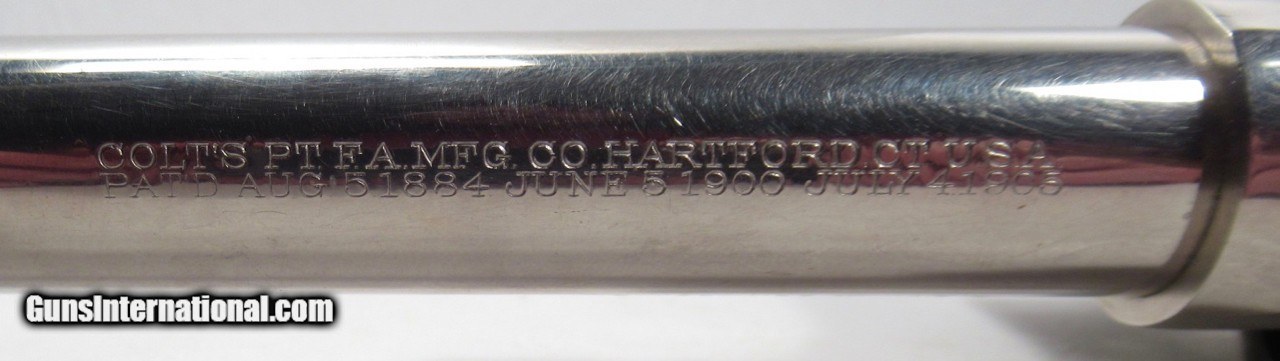 COLT'S PT. F.A. MFG. CO. HARTFORD, CT. U.S.A.
PAT'D AUG 5 1884 JUNE 5 1900 JULY 4 1905
GunsInternational.com